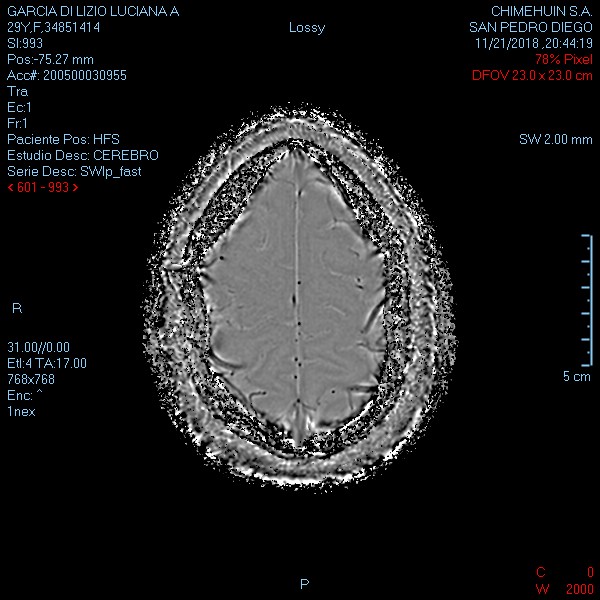 GARCIA DI LIZIO LUCIANA A
29Y,F,34851414
Sl:993
Pos:-75.27 mm
Acc#: 200500030955
Tra
Ec:1
Fr:1
Paciente Pos: HFS
Estudio Desc: CEREBRO
Serie Desc: SWIp_fast
< 601 - 993 >
Lossy
CHIMEHUIN S.A.
SAN PEDRO DIEGO
11/21/2018 ,20:44:19
78% Pixel
DFOV 23.0 x 23.0 cm
SW 2.00 mm
R
31.00//0.00
Etl:4 TA:17.00
768x768
Enc: ^
1nex
5 cm
P
C 0
W 2000